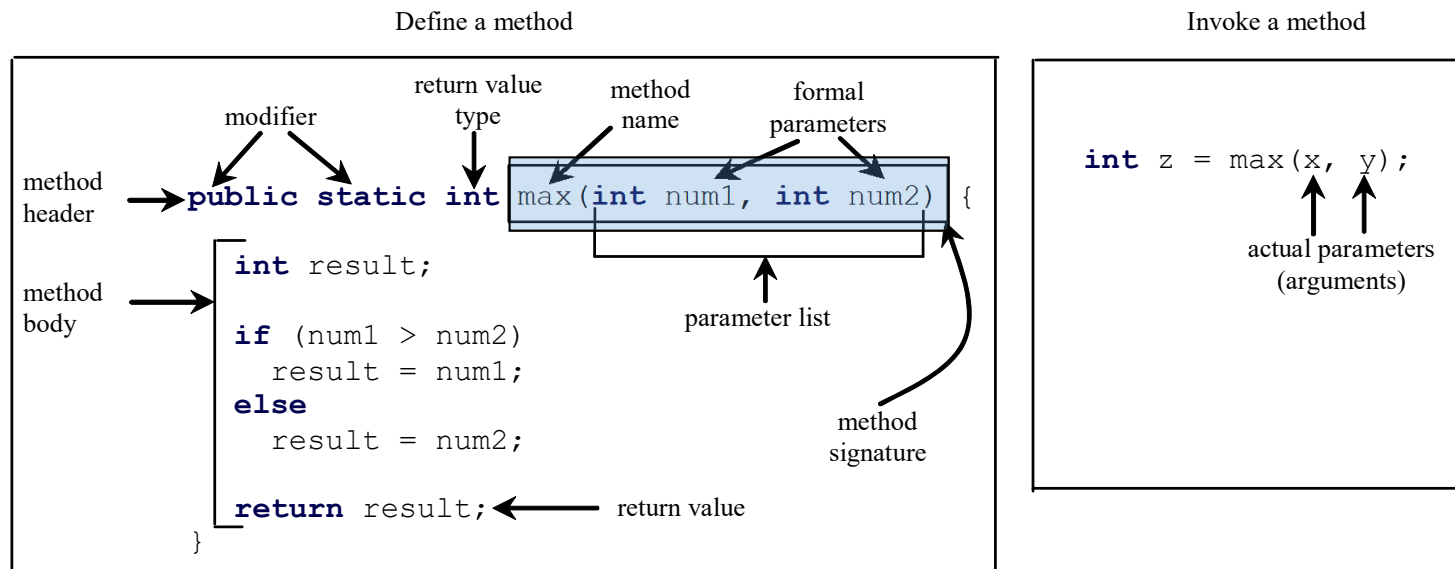 Define a method
Invoke a method
return value
type
method
name
formal
parameters
modifier
method
header
public static int max(int num1, int num2) {
int result;
method
body
parameter list
if (num1 > num2)
result = num1;
else
result = num2;
method
signature
return result;
return value
}
int z = max(x, y);
actual parameters
(arguments)